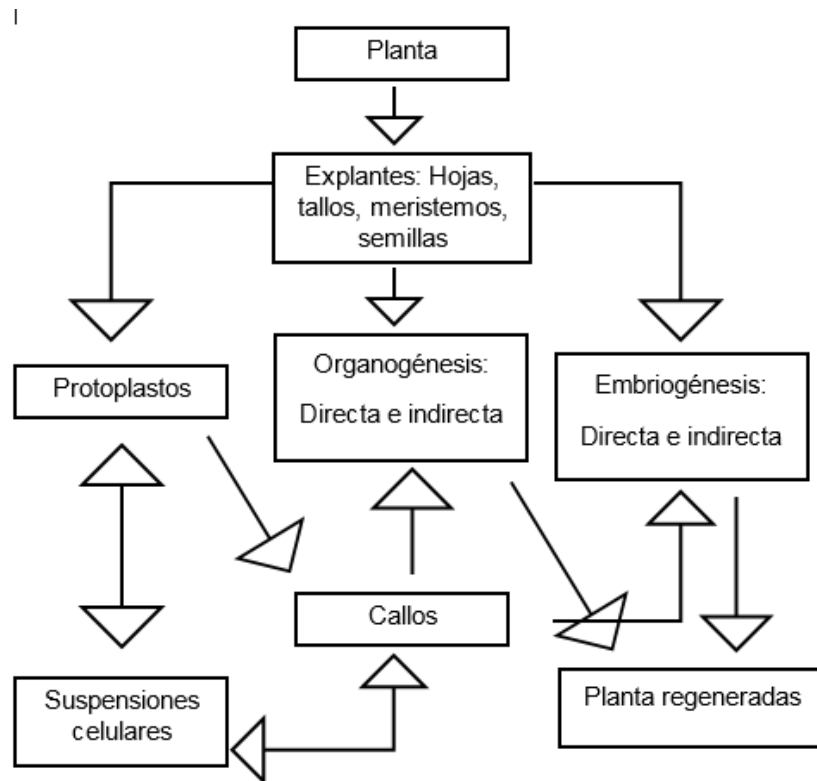 Planta
Explantes: Hojas,
tallos, meristemos,
semillas
Protoplastos
Organogénesis:
Directa e indirecta
Embriogénesis:
Directa e indirecta
Callos
Suspensiones
celulares
Planta regeneradas